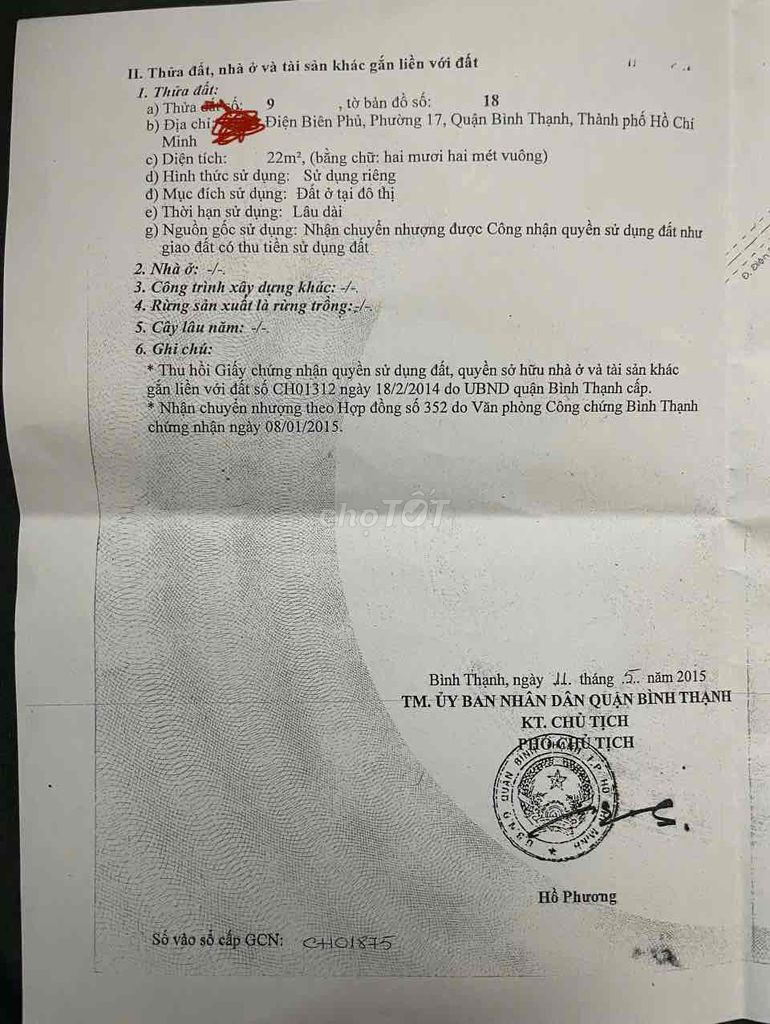 II. Thửa đất, nhà ở và tài sản khác gắn liền với đất
1. Thửa đất:
a) Thửa đất số: 9 , tờ bản đồ số: 18
b) Địa chỉ: Điện Biên Phủ, Phường 17, Quận Bình Thạnh, Thành phố Hồ Chí
Minh
c) Diện tích: 22m², (bằng chữ: hai mươi hai mét vuông)
d) Hình thức sử dụng: Sử dụng riêng
đ) Mục đích sử dụng: Đất ở tại đô thị
e) Thời hạn sử dụng: Lâu dài
g) Nguồn gốc sử dụng: Nhận chuyển nhượng được Công nhận quyền sử dụng đất như
giao đất có thu tiền sử dụng đất
2. Nhà ở: -/-.
3. Công trình xây dựng khác: -/-.
4. Rừng sản xuất là rừng trồng:-/-.
5. Cây lâu năm: -/-.
6. Ghi chú:
* Thu hồi Giấy chứng nhận quyền sử dụng đất, quyền sở hữu nhà ở và tài sản khác
gắn liền với đất số CH01312 ngày 18/2/2014 do UBND quận Bình Thạnh cấp.
* Nhận chuyển nhượng theo Hợp đồng số 352 do Văn phòng Công chứng Bình Thạnh
chứng nhận ngày 08/01/2015.
chợTỐT
Đ. Điện
Bình Thạnh, ngày 11 tháng 5 năm 2015
TM. ỦY BAN NHÂN DÂN QUẬN BÌNH THẠNH
KT. CHỦ TỊCH
PHÓ CHỦ TỊCH
U.B.N.D QUẬN BÌNH THẠNH T.P HỒ CHÍ MINH
Hồ Phương
Số vào sổ cấp GCN: CH01875